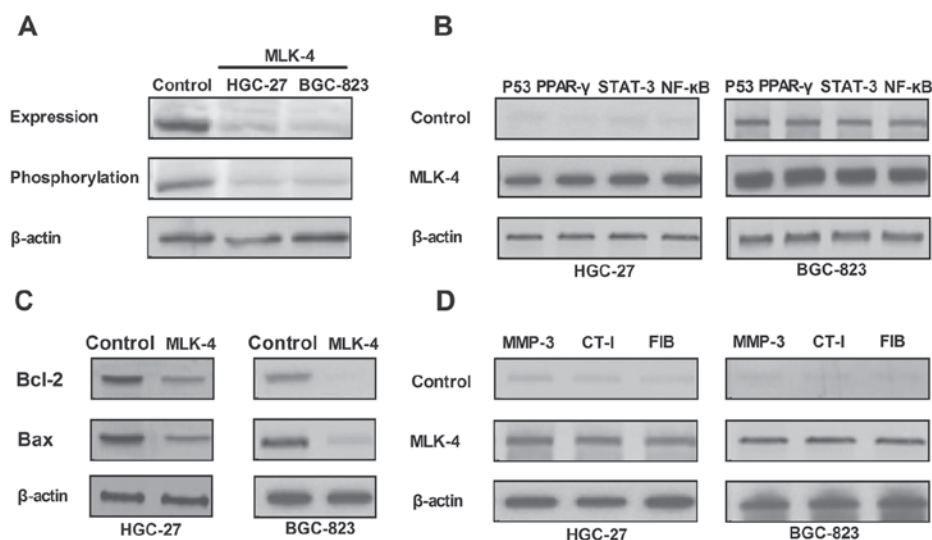 A
MLK-4
Control HGC-27 BGC-823
Expression
Phosphorylation
β-actin
B
P53 PPAR-γ STAT-3 NF-κB P53 PPAR-γ STAT-3 NF-κB
Control
MLK-4
β-actin
HGC-27 BGC-823
C
Control MLK-4 Control MLK-4
Bcl-2
Bax
β-actin
HGC-27 BGC-823
D
MMP-3 CT-I FIB MMP-3 CT-I FIB
Control
MLK-4
β-actin
HGC-27 BGC-823